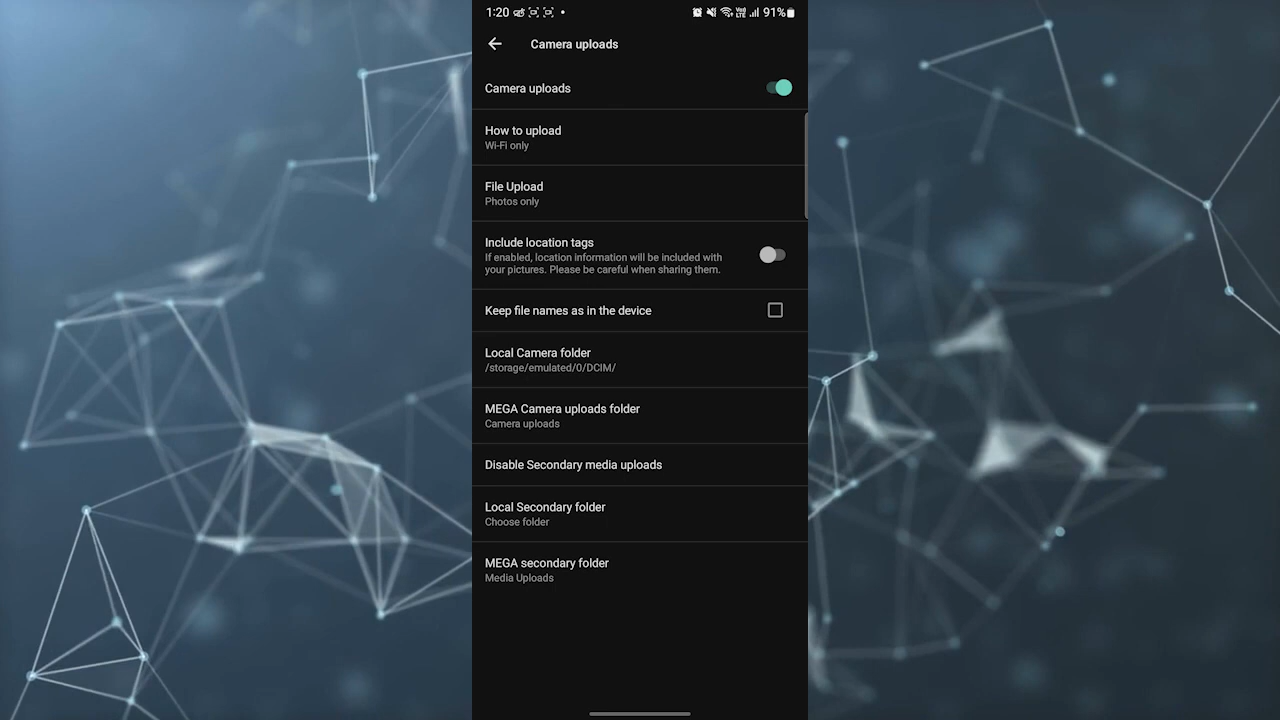 1:20
91%
Camera uploads
Camera uploads
How to upload
Wi-Fi only
File Upload
Photos only
Include location tags
If enabled, location information will be included with
your pictures. Please be careful when sharing them.
Keep file names as in the device
Local Camera folder
/storage/emulated/0/DCIM/
MEGA Camera uploads folder
Camera uploads
Disable Secondary media uploads
Local Secondary folder
Choose folder
MEGA secondary folder
Media Uploads